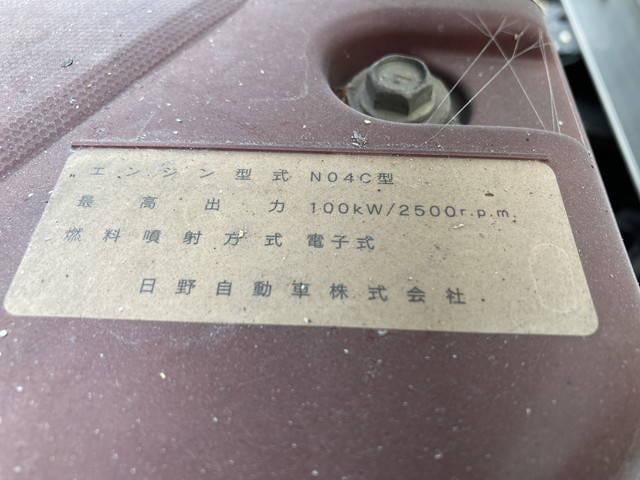 エンジン型式 N04C型
最高出力 100kW/2500r.p.m.
燃料噴射方式 電子式
日野自動車株式会社